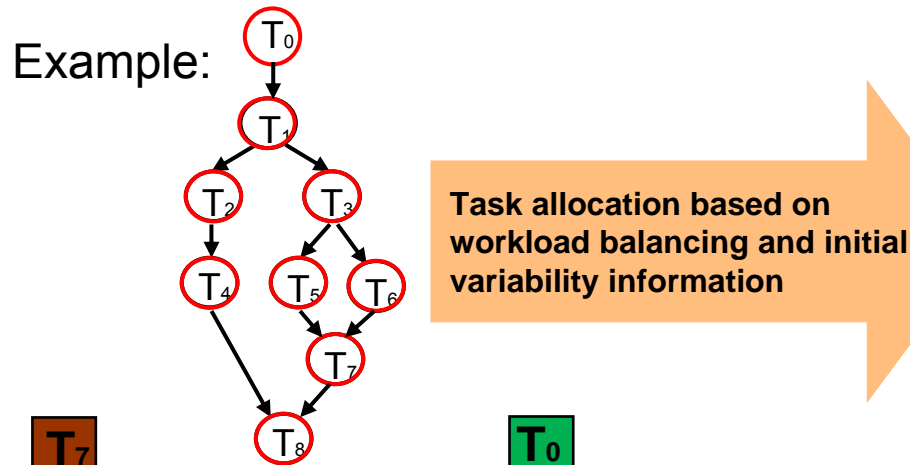 Example:
T0
T1
T2
T3
T4
T5
T6
T7
T8
Task allocation based on
workload balancing and initial
variability information
T7
T0